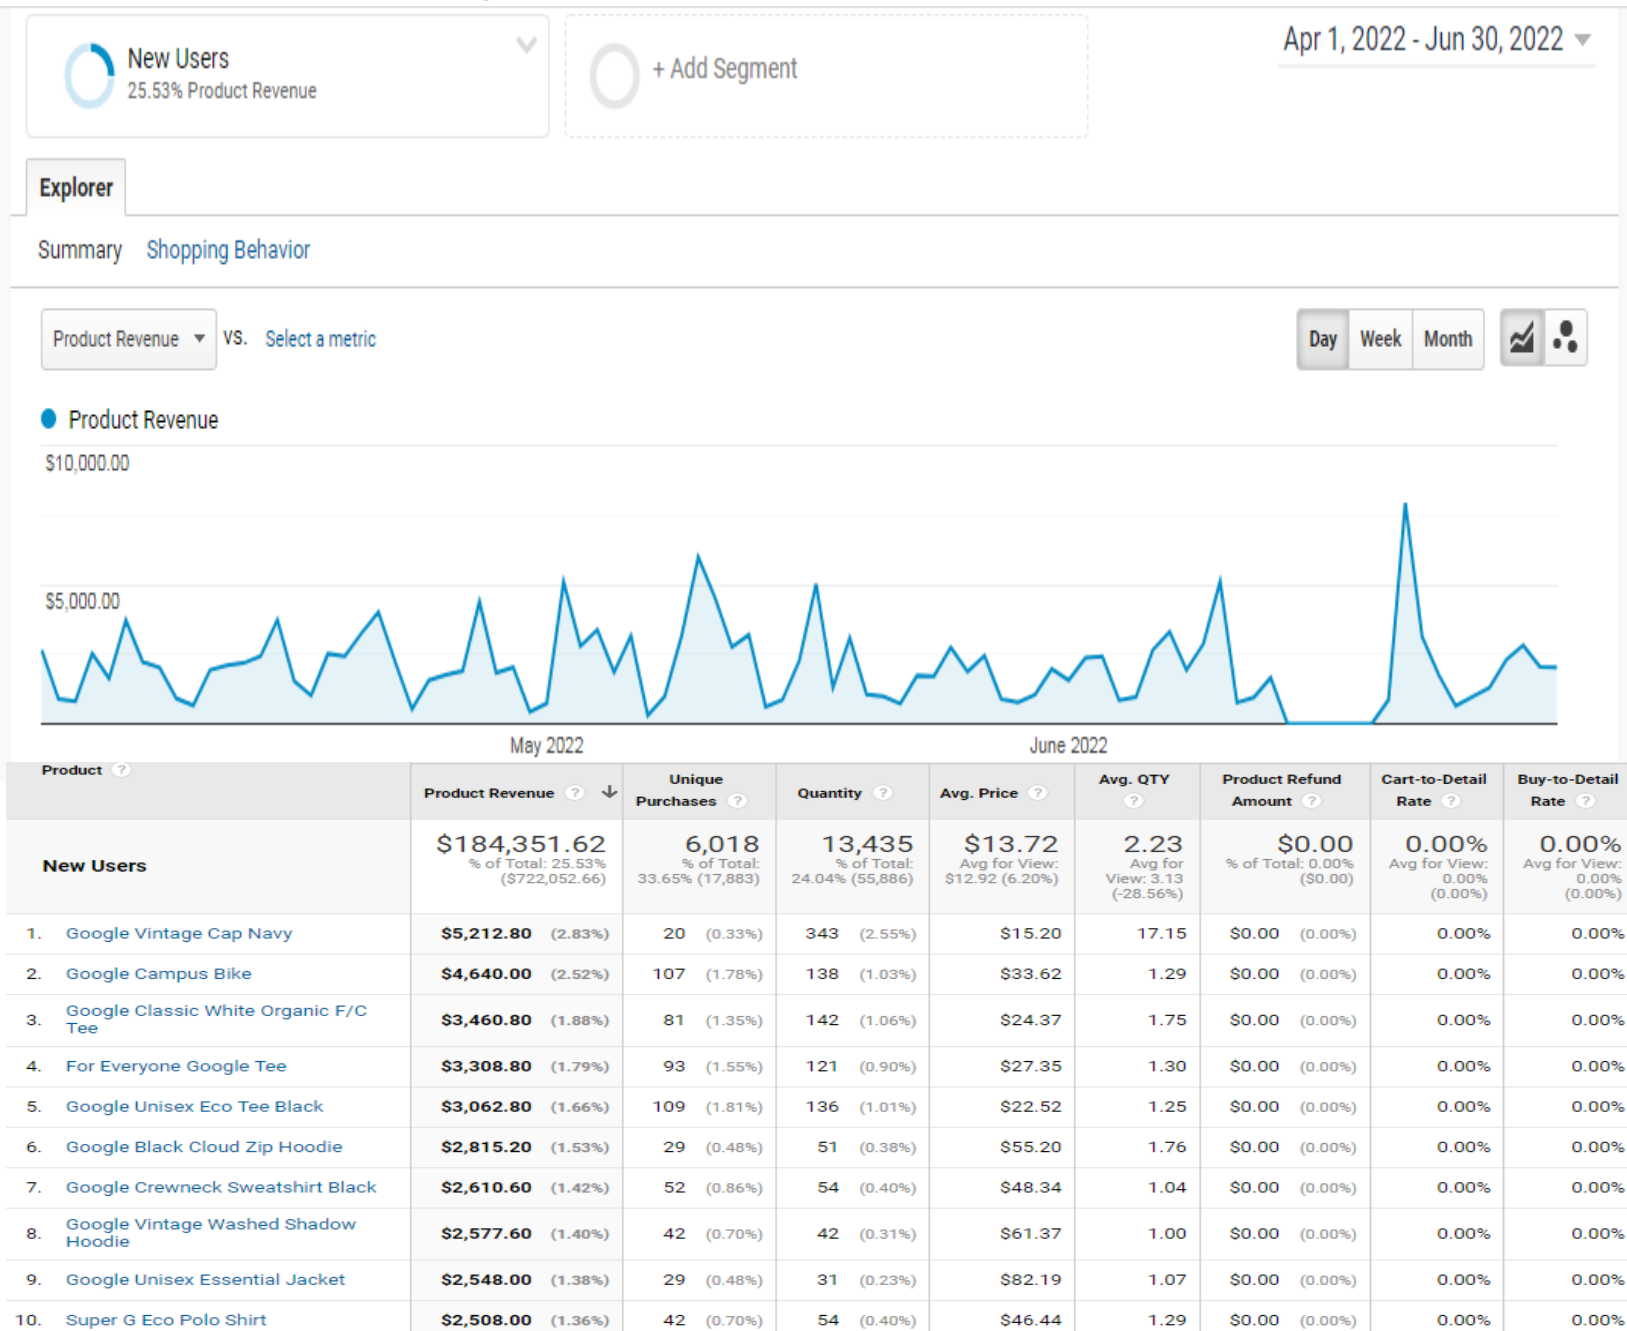 New Users
25.53% Product Revenue
+ Add Segment
Apr 1, 2022 - Jun 30, 2022
Explorer
Summary Shopping Behavior
Product Revenue VS. Select a metric
Day Week Month
Product Revenue
$10,000.00
$5,000.00
May 2022 June 2022
Product ? Product Revenue ? Unique Purchases ? Quantity ? Avg. Price ? Avg. QTY ? Product Refund Amount ? Cart-to-Detail Rate ? Buy-to-Detail Rate ?
New Users $184,351.62 6,018 13,435 $13.72 2.23 $0.00 0.00% 0.00%
% of Total: 25.53% ($722,052.66) % of Total: 33.65% (17,883) % of Total: 24.04% (55,886) Avg for View: $12.92 (6.20%) Avg for View: 3.13 (-28.56%) % of Total: 0.00% ($0.00) Avg for View: 0.00% (0.00%) Avg for View: 0.00% (0.00%)
1. Google Vintage Cap Navy $5,212.80 (2.83%) 20 (0.33%) 343 (2.55%) $15.20 17.15 $0.00 (0.00%) 0.00% 0.00%
2. Google Campus Bike $4,640.00 (2.52%) 107 (1.78%) 138 (1.03%) $33.62 1.29 $0.00 (0.00%) 0.00% 0.00%
3. Google Classic White Organic F/C Tee $3,460.80 (1.88%) 81 (1.35%) 142 (1.06%) $24.37 1.75 $0.00 (0.00%) 0.00% 0.00%
4. For Everyone Google Tee $3,308.80 (1.79%) 93 (1.55%) 121 (0.90%) $27.35 1.30 $0.00 (0.00%) 0.00% 0.00%
5. Google Unisex Eco Tee Black $3,062.80 (1.66%) 109 (1.81%) 136 (1.01%) $22.52 1.25 $0.00 (0.00%) 0.00% 0.00%
6. Google Black Cloud Zip Hoodie $2,815.20 (1.53%) 29 (0.48%) 51 (0.38%) $55.20 1.76 $0.00 (0.00%) 0.00% 0.00%
7. Google Crewneck Sweatshirt Black $2,610.60 (1.42%) 52 (0.86%) 54 (0.40%) $48.34 1.04 $0.00 (0.00%) 0.00% 0.00%
8. Google Vintage Washed Shadow Hoodie $2,577.60 (1.40%) 42 (0.70%) 42 (0.31%) $61.37 1.00 $0.00 (0.00%) 0.00% 0.00%
9. Google Unisex Essential Jacket $2,548.00 (1.38%) 29 (0.48%) 31 (0.23%) $82.19 1.07 $0.00 (0.00%) 0.00% 0.00%
10. Super G Eco Polo Shirt $2,508.00 (1.36%) 42 (0.70%) 54 (0.40%) $46.44 1.29 $0.00 (0.00%) 0.00% 0.00%